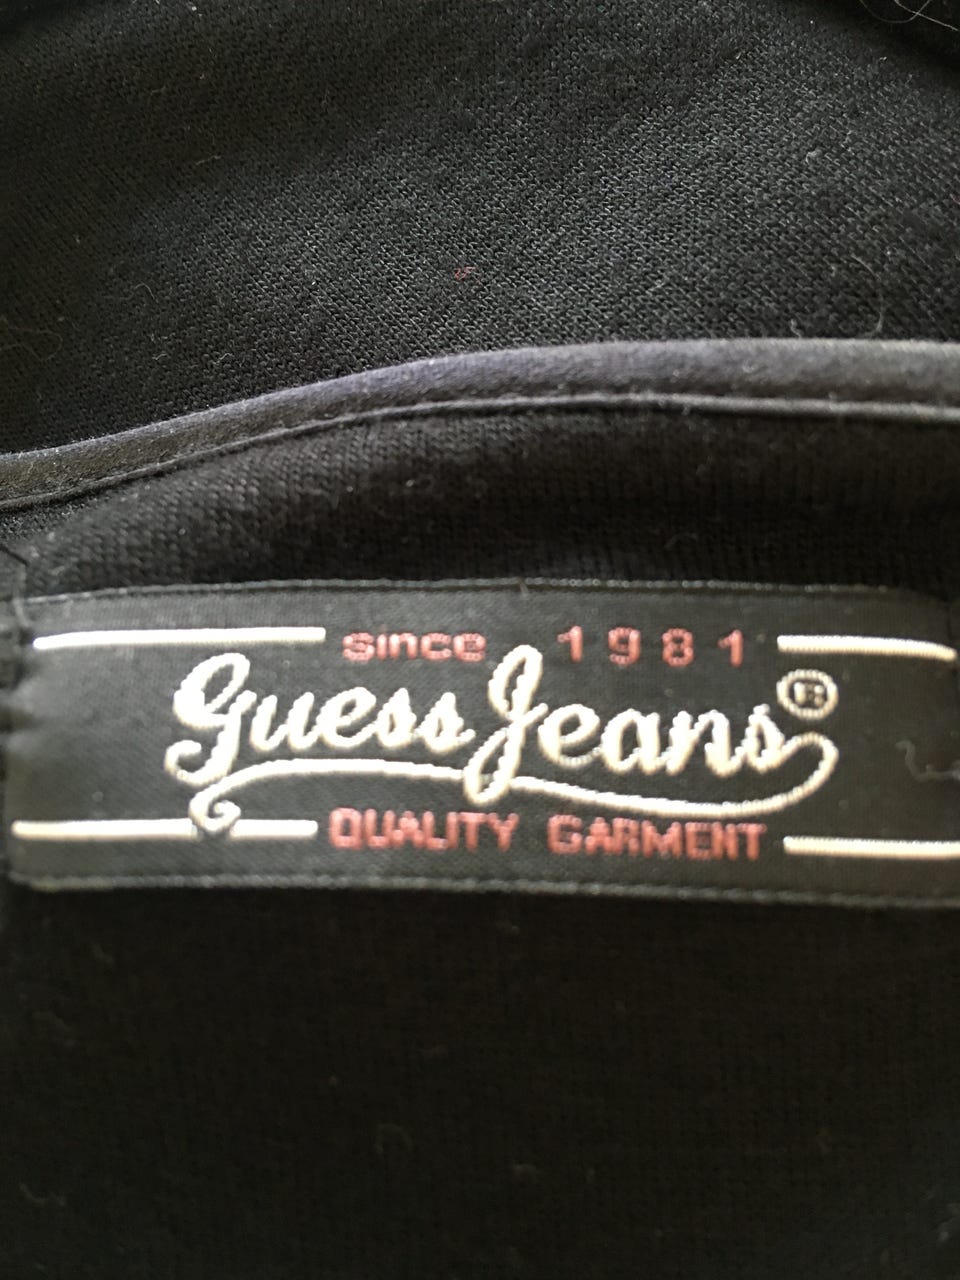 since 1981
Guess Jeans®
QUALITY GARMENT